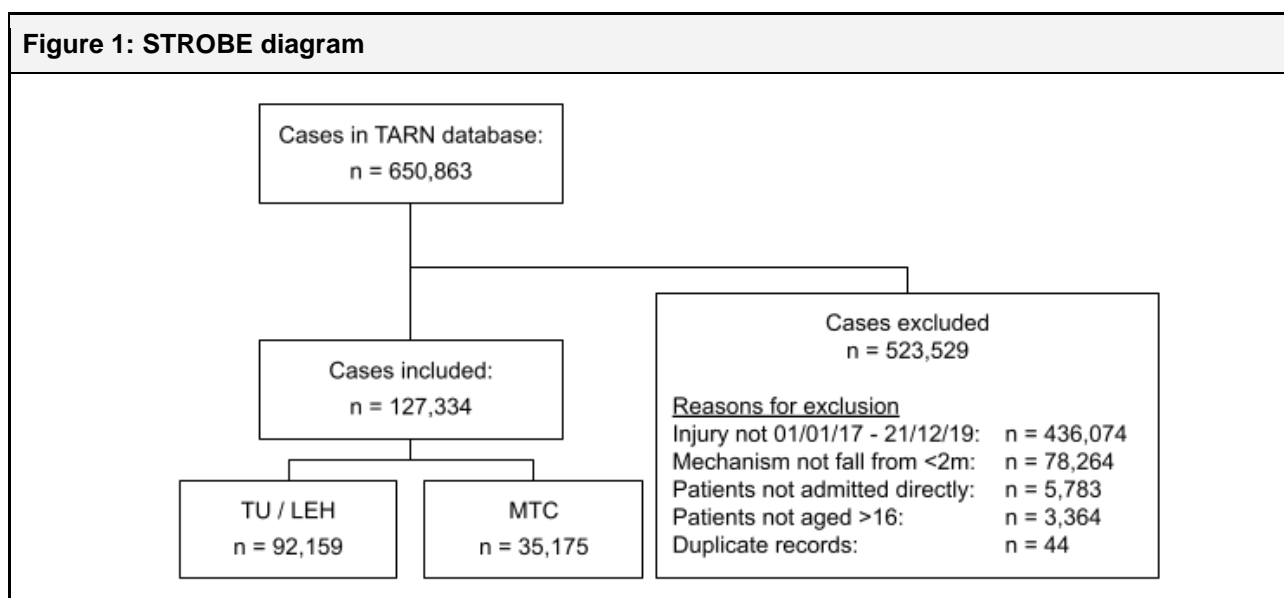 Figure 1: STROBE diagram
Cases in TARN database:
n = 650,863
Cases included:
n = 127,334
TU / LEH
n = 92,159
MTC
n = 35,175
Cases excluded
n = 523,529
Reasons for exclusion
Injury not 01/01/17 - 21/12/19: n = 436,074
Mechanism not fall from <2m: n = 78,264
Patients not admitted directly: n = 5,783
Patients not aged >16: n = 3,364
Duplicate records: n = 44